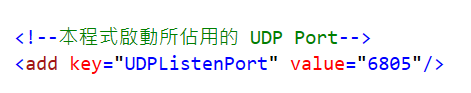 <!--本程式啟動所佔用的 UDP Port-->
<add key="UDPListenPort" value="6805"/>